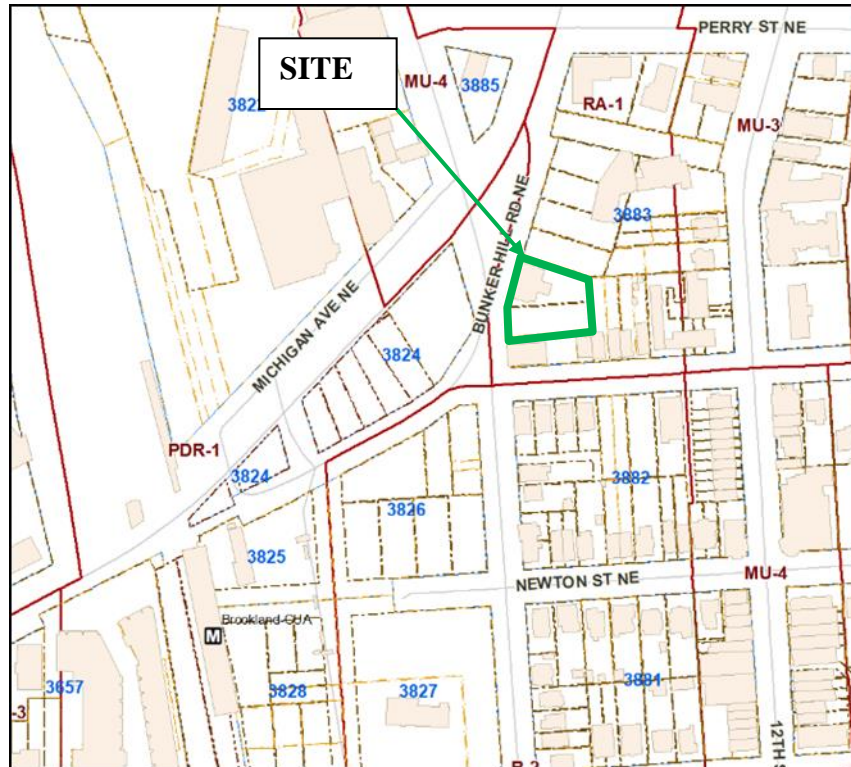 PERRY ST NE
SITE
MU-4
3885
3822
RA-1
MU-3
BUNKER HILL RD NE
3883
MICHIGAN AVE NE
3824
PDR-1
3824
3882
3826
3825
NEWTON ST NE
MU-4
Brookland-CUA
M
3657
3828
3827
3881
-3
12TH S